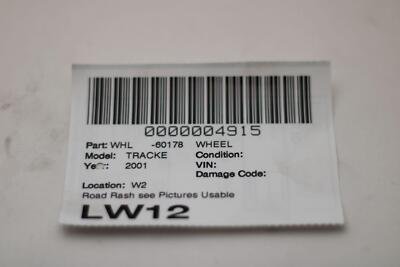 0000004915
Part: WHL -60178 WHEEL
Model: TRACKE Condition:
Year: 2001 VIN:
Damage Code:
Location: W2
Road Rash see Pictures Usable
LW12